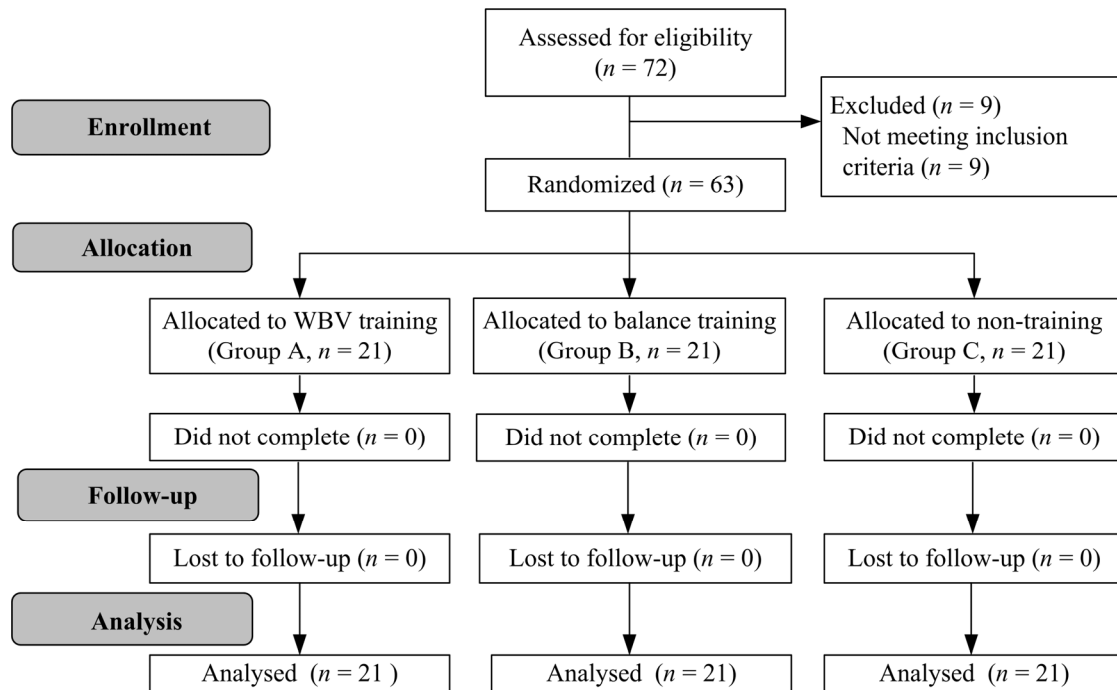 Assessed for eligibility
(n = 72)
Enrollment
Excluded (n = 9)
Not meeting inclusion
criteria (n = 9)
Randomized (n = 63)
Allocation
Allocated to WBV training
(Group A, n = 21)
Allocated to balance training
(Group B, n = 21)
Allocated to non-training
(Group C, n = 21)
Did not complete (n = 0)
Did not complete (n = 0)
Did not complete (n = 0)
Follow-up
Lost to follow-up (n = 0)
Lost to follow-up (n = 0)
Lost to follow-up (n = 0)
Analysis
Analysed (n = 21 )
Analysed (n = 21)
Analysed (n = 21)